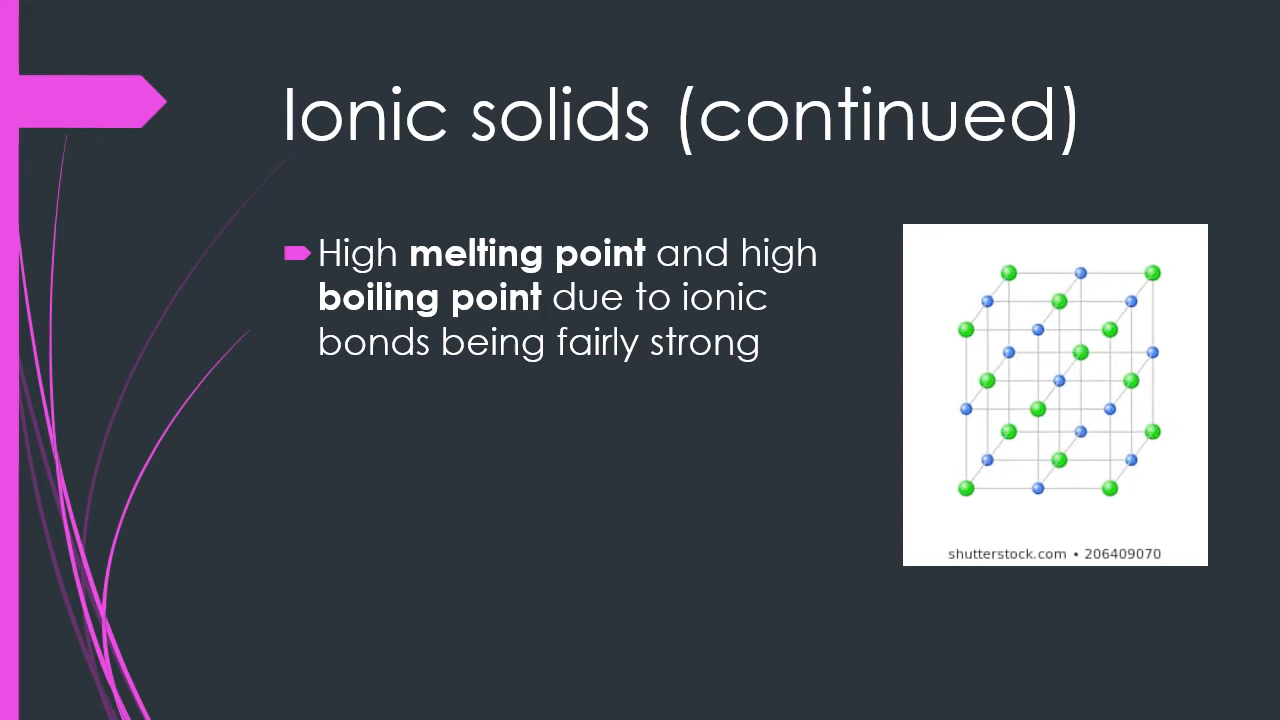 Ionic solids (continued)
High melting point and high
boiling point due to ionic
bonds being fairly strong
shutterstock.com • 206409070